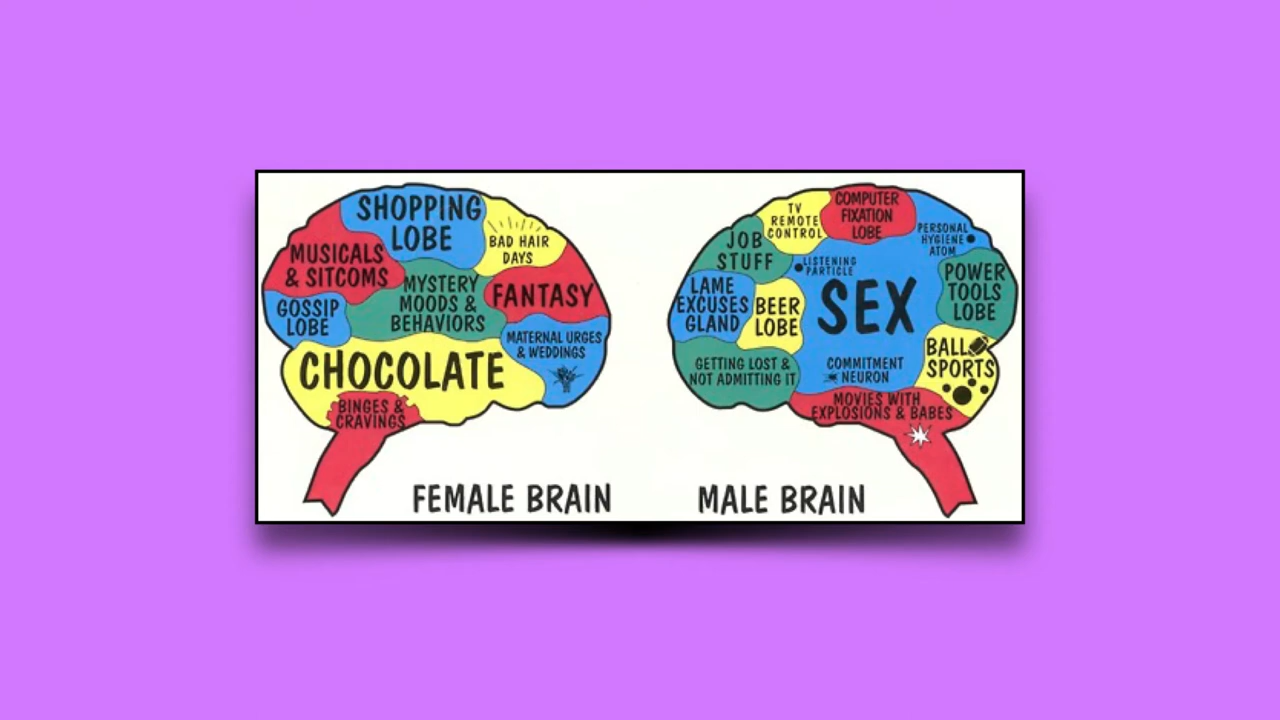 SHOPPING
LOBE
BAD HAIR
DAYS
MUSICALS
& SITCOMS
MYSTERY
MOODS &
BEHAVIORS
FANTASY
GOSSIP
LOBE
MATERNAL URGES
& WEDDINGS
CHOCOLATE
BINGES &
CRAVINGS
FEMALE BRAIN
TV
REMOTE
CONTROL
COMPUTER
FIXATION
LOBE
PERSONAL
HYGIENE
ATOM
JOB
STUFF
LISTENING
PARTICLE
POWER
TOOLS
LOBE
LAME
EXCUSES
GLAND
BEER
LOBE
SEX
BALL
SPORTS
GETTING LOST &
NOT ADMITTING IT
COMMITMENT
NEURON
MOVIES WITH
EXPLOSIONS & BABES
MALE BRAIN